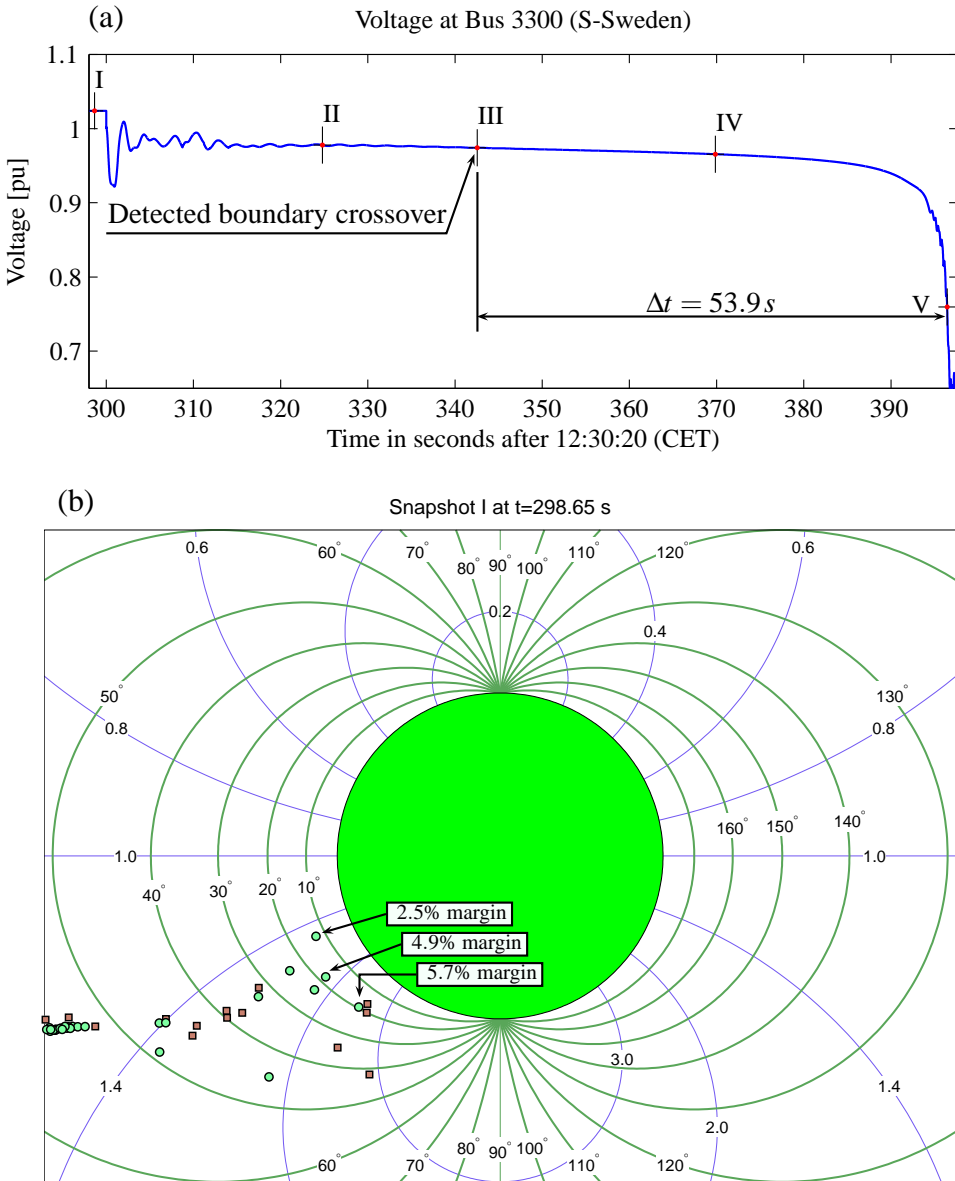 (a)
Voltage at Bus 3300 (S-Sweden)
1.1
1
0.9
0.8
0.7
Voltage [pu]
I
II
III
IV
V
Detected boundary crossover
Δt = 53.9 s
300 310 320 330 340 350 360 370 380 390
Time in seconds after 12:30:20 (CET)
(b)
Snapshot I at t=298.65 s
0.6 60° 70° 80° 90° 100° 110° 120° 0.6
0.2
0.4
50° 130°
0.8 0.8
160° 150° 140°
1.0 1.0
40° 30° 20° 10°
2.5% margin
4.9% margin
5.7% margin
3.0
1.4 1.4
2.0
60° 70° 80° 90° 100° 110° 120°